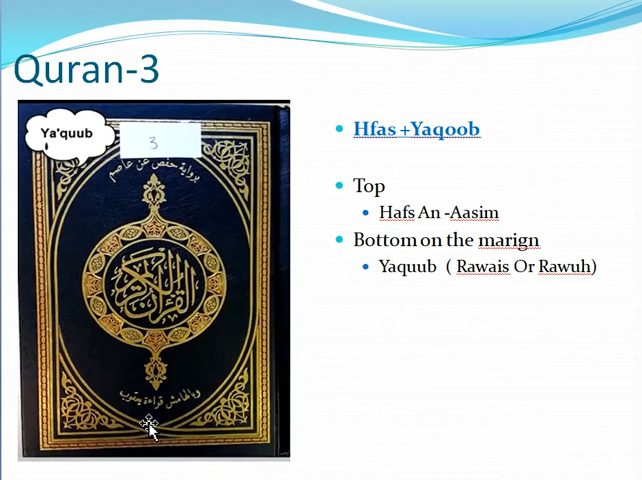 Quran-3
Ya'quub
3
برواية حفص عن عاصم
القرآن الكريم
وبالهامش قراءة يعقوب
Hfas +Yaqoob
Top
Hafs An -Aasim
Bottom on the marign
Yaquub ( Rawais Or Rawuh)